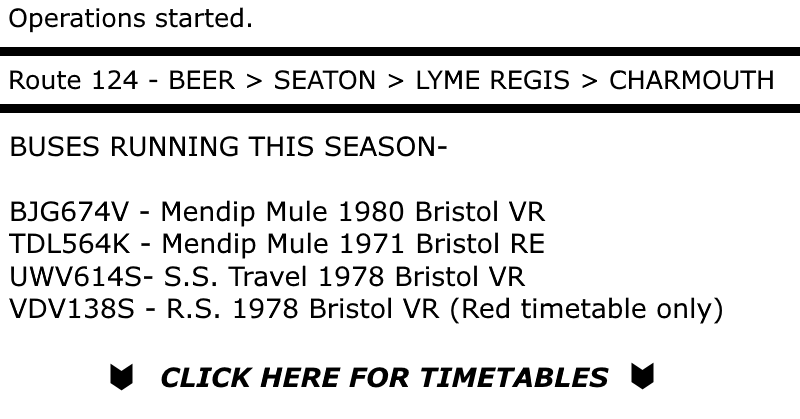 Operations started.
Route 124 - BEER > SEATON > LYME REGIS > CHARMOUTH
BUSES RUNNING THIS SEASON-
BJG674V - Mendip Mule 1980 Bristol VR
TDL564K - Mendip Mule 1971 Bristol RE
UWV614S- S.S. Travel 1978 Bristol VR
VDV138S - R.S. 1978 Bristol VR (Red timetable only)
CLICK HERE FOR TIMETABLES